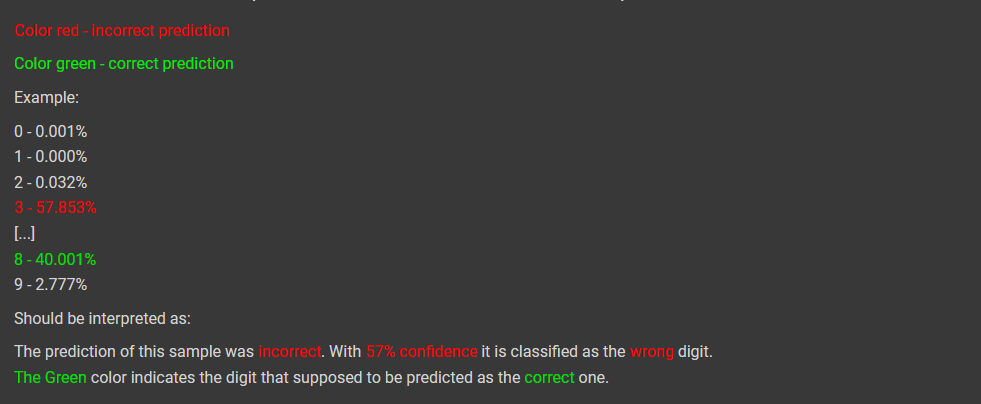 Color red - incorrect prediction
Color green - correct prediction
Example:
0 - 0.001%
1 - 0.000%
2 - 0.032%
3 - 57.853%
[...]
8 - 40.001%
9 - 2.777%
Should be interpreted as:
The prediction of this sample was incorrect. With 57% confidence it is classified as the wrong digit.
The Green color indicates the digit that supposed to be predicted as the correct one.